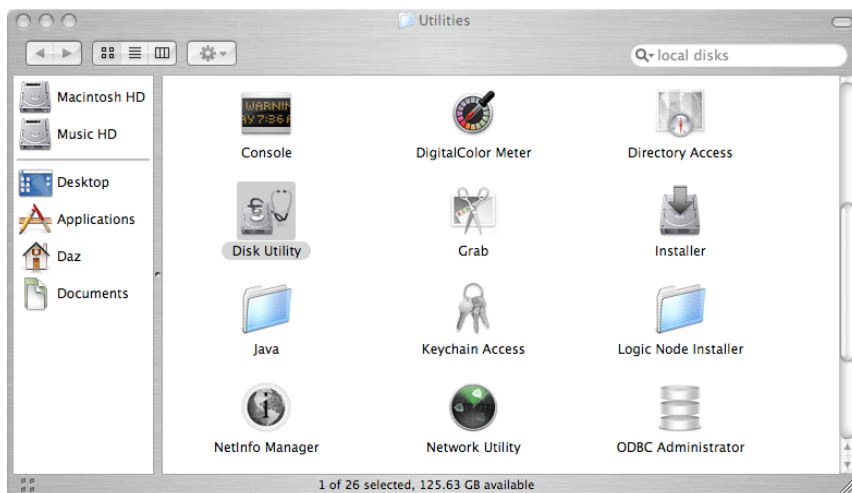 Utilities
local disks
Macintosh HD
Music HD
Desktop
Applications
Daz
Documents
WARNIN
AY 7:36 A
Console
DigitalColor Meter
Directory Access
Disk Utility
Grab
Installer
Java
Keychain Access
Logic Node Installer
NetInfo Manager
Network Utility
ODBC Administrator
1 of 26 selected, 125.63 GB available